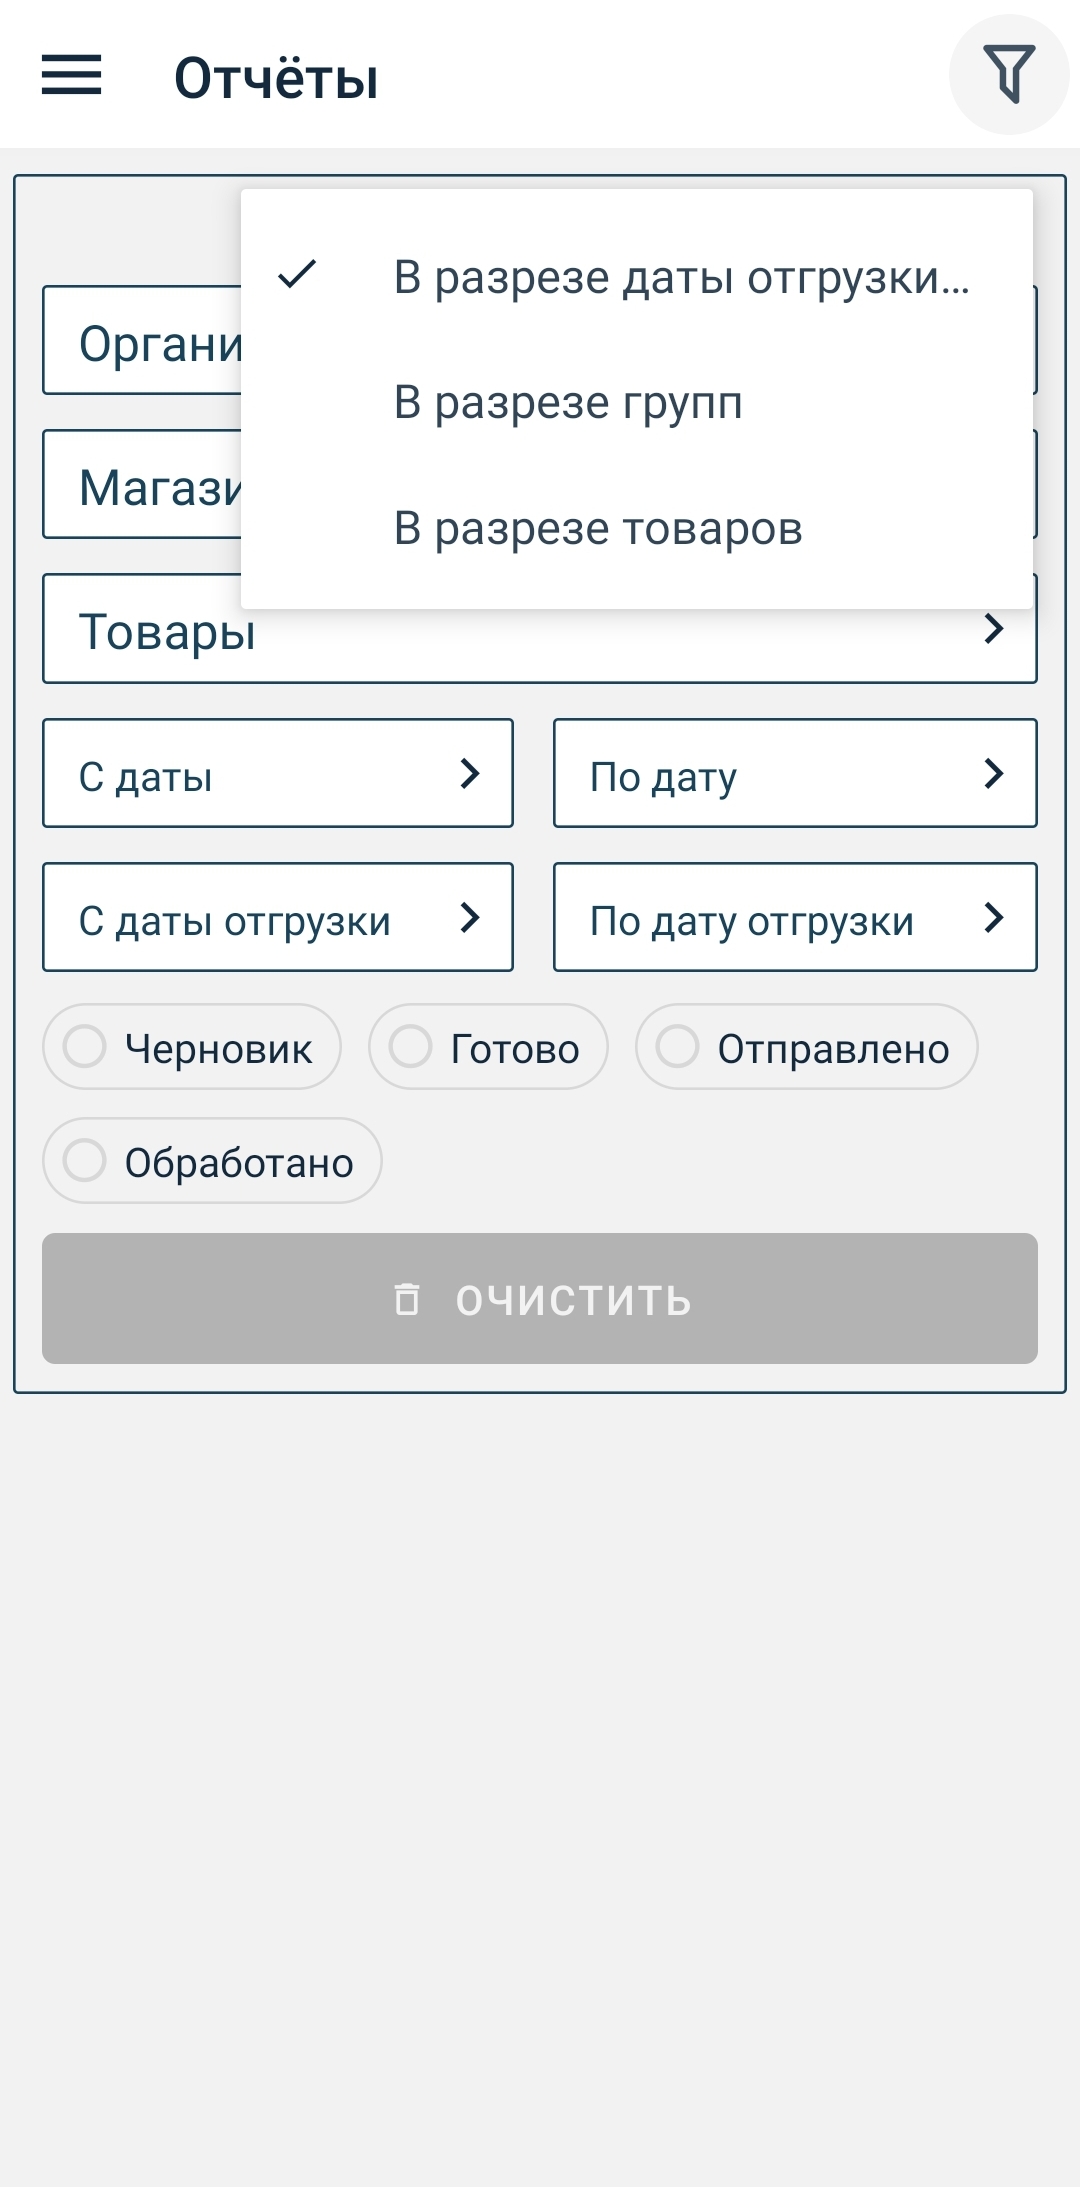 Отчёты
В разрезе даты отгрузки...
Органи
В разрезе групп
Магази
В разрезе товаров
Товары
С даты
По дату
С даты отгрузки
По дату отгрузки
Черновик
Готово
Отправлено
Обработано
ОЧИСТИТЬ